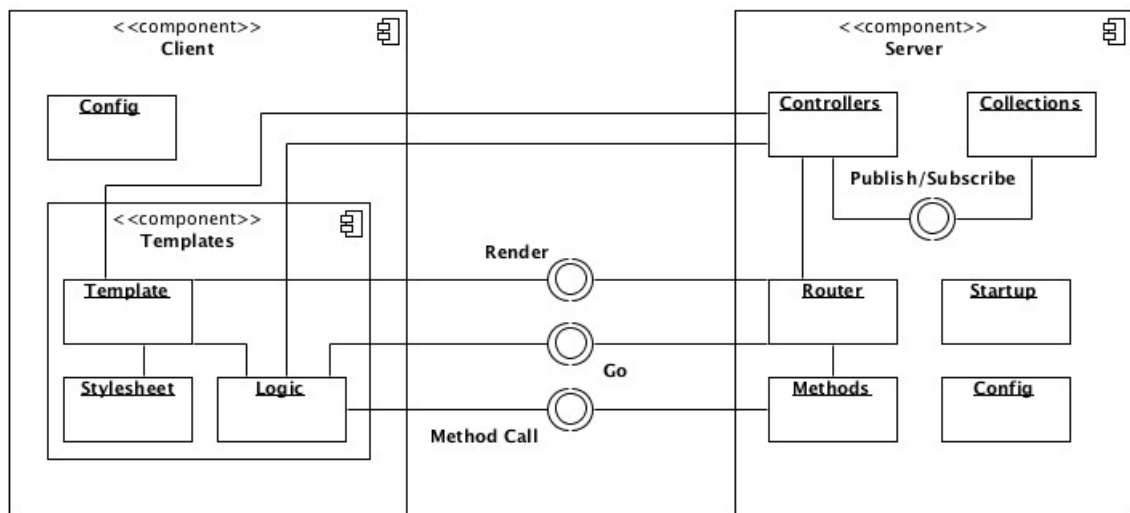 <<component>>
Client
Config
<<component>>
Templates
Template
Stylesheet
Logic
Render
Go
Method Call
<<component>>
Server
Controllers
Collections
Publish/Subscribe
Router
Startup
Methods
Config